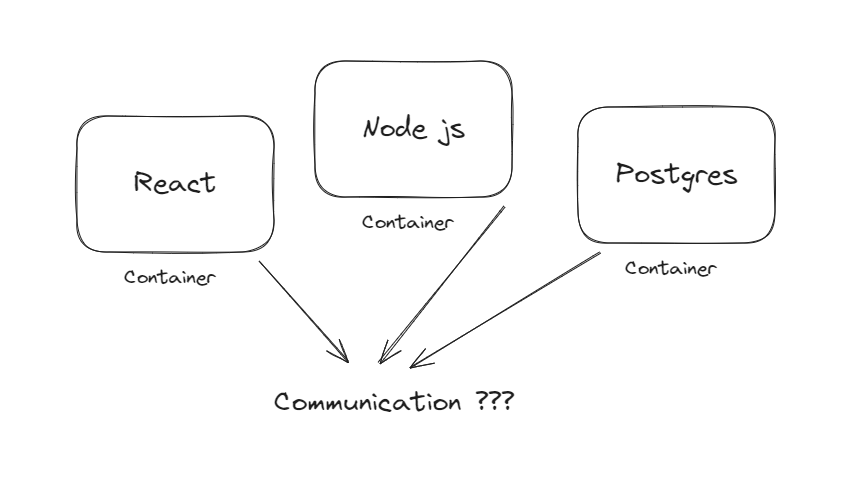 React
Container
Node js
Container
Postgres
Container
Communication ???